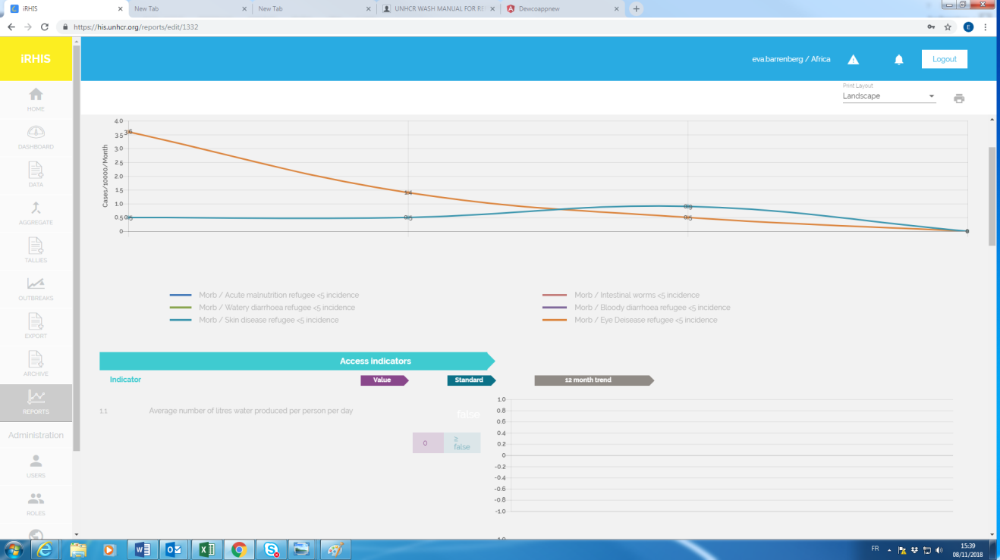 iRHIS
New Tab
New Tab
UNHCR WASH MANUAL FOR RE
Dewcoappnew
https://his.unhcr.org/reports/edit/1332
E
iRHIS
eva.barrenberg / Africa
Logout
HOME
Print Layout
Landscape
DASHBOARD
DATA
AGGREGATE
TALLIES
OUTBREAKS
EXPORT
ARCHIVE
REPORTS
Administration
USERS
ROLES
Cases/10000/Month
4.0
3.5
3.0
2.5
2.0
1.5
1.0
0.5
0
3.6
1.4
0.5
0.5
0.9
0.5
0
Morb / Acute malnutrition refugee <5 incidence
Morb / Intestinal worms <5 incidence
Morb / Watery diarrhoea refugee <5 incidence
Morb / Bloody diarrhoea refugee <5 incidence
Morb / Skin disease refugee <5 incidence
Morb / Eye Deisease refugee <5 incidence
Access indicators
Indicator
Value
Standard
12 month trend
1.1
Average number of litres water produced per person per day
false
0
≥
false
1.0
0.8
0.6
0.4
0.2
0
-0.2
-0.4
-0.6
-0.8
-1.0
FR
15:39
08/11/2018